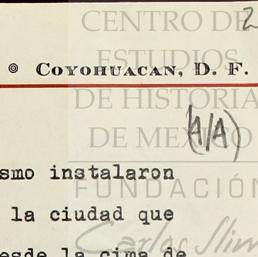 2
CENTRO DE
ESTUDIOS
® COYOHUACAN, D. F.
DE HISTORIA
DE MEXICO
(A/A)
smo instalaron
FUNDACIÓN
la ciudad que
Carlos Slim
esde la cima de